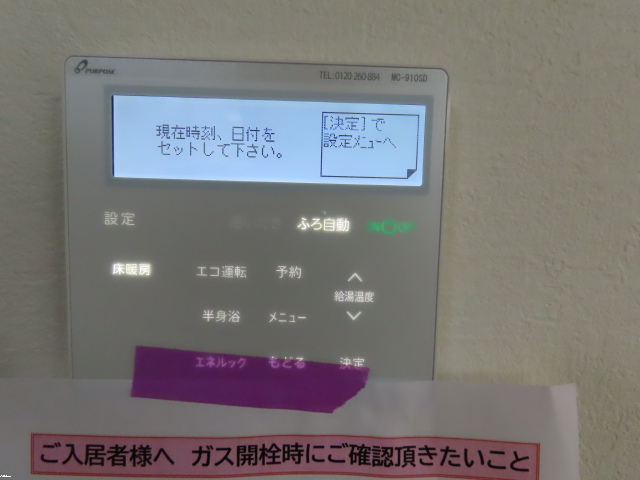 PURPOSE
TEL:0120-260-884 MC-910SD
現在時刻、日付を
セットして下さい。
[決定]で
設定メニューへ
設定
ふろ自動
床暖房
エコ運転
予約
給湯温度
半身浴
メニュー
エネルック
もどる
決定
ご入居者様へ ガス開栓時にご確認頂きたいこと